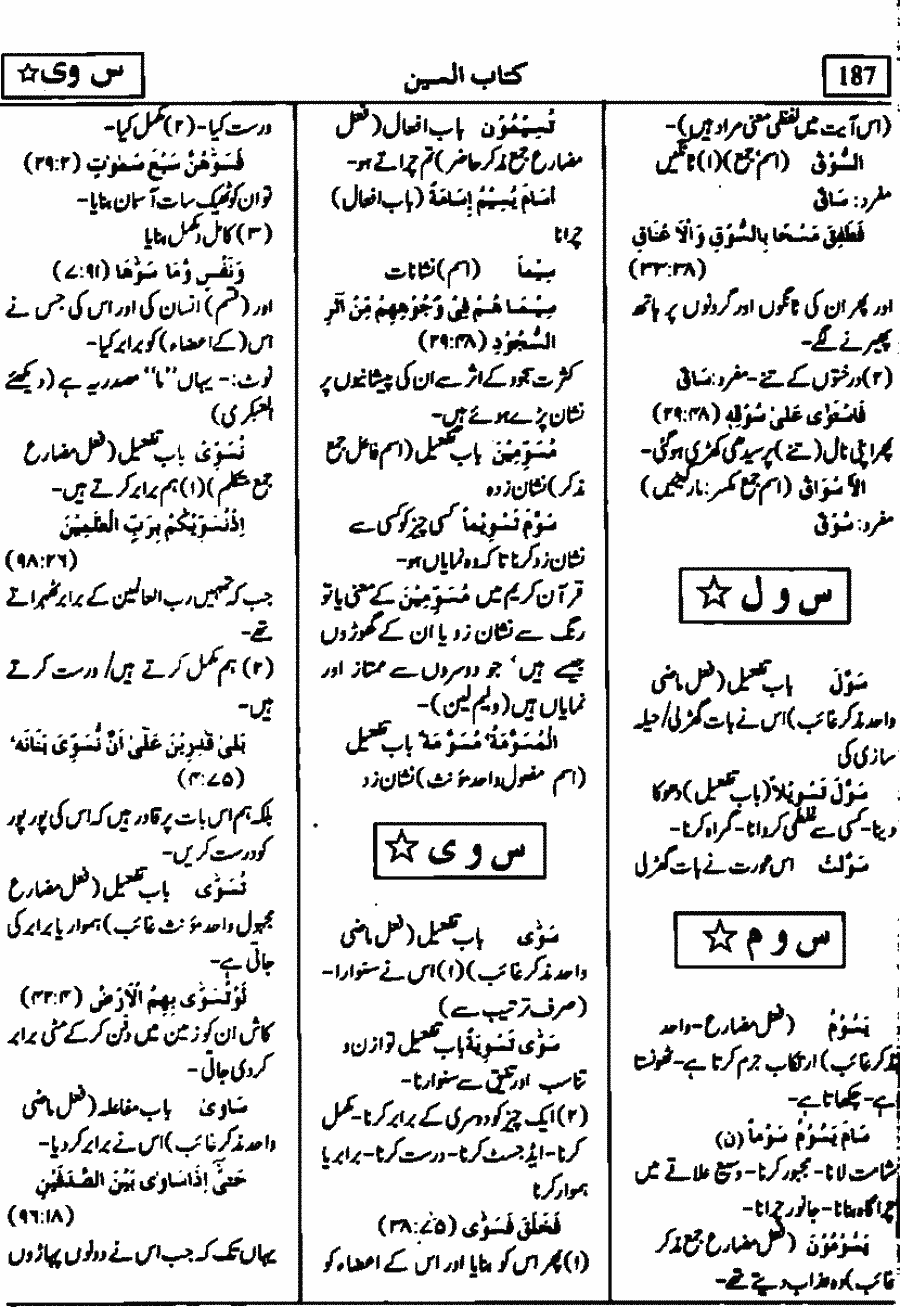 187
کتاب السین
س وی ☆
(اس آیت میں لفظی معنی مراد ہیں)۔
السُّوْقُ (اسم جمع) (۱) ٹانگیں
مفرد: سَاقٌ
فَطَفِقَ مَسْحًا بِالسُّوْقِ وَالْاَعْنَاقِ
(۳۳:۳۸)
اور پھر ان کی ٹانگوں اور گردنوں پر ہاتھ
پھیرنے لگے۔
(۲) درختوں کے تنے۔ مفرد: سَاقٌ
فَاسْتَوٰی عَلیٰ سُوْقِہٖ (۲۹:۴۸)
پھر اپنی نال (تنے) پر سیدھی کھڑی ہوگئی۔
الْاَسْوَاقُ (اسم جمع مکسر: مارکیٹیں)
مفرد: سُوْقٌ
س و ل ☆
سَوَّلَ باب تفعیل (فعل ماضی
واحد مذکر غائب) اس نے بات گھڑلی/حیلہ
سازی کی
سَوَّلَ تَسْوِیْلاً (باب تفعیل) دھوکا
دینا۔ کسی سے غلطی کروانا۔ گمراہ کرنا۔
سَوَّلَتْ اس عورت نے بات گھڑلی
س و م ☆
یَسُوْمُ (فعل مضارع۔ واحد
مذکر غائب) ارتکاب جرم کرتا ہے۔ ٹھونستا
ہے۔ چکھاتا ہے۔
سَامَ یَسُوْمُ سَوْماً (ن)
شامت لانا۔ مجبور کرنا۔ وسیع علاقے میں
چراگاہ بنانا۔ جانور چرانا۔
یَسُوْمُوْنَ (فعل مضارع جمع مذکر
غائب) وہ عذاب دیتے تھے۔
تُسِیْمُوْنَ باب افعال (فعل
مضارع جمع مذکر حاضر) تم چراتے ہو۔
اَسَامَ یُسِیْمُ اِسَامَۃً (باب افعال)
چرانا
سِیْمَاً (اسم) نشانات
سِیْمَاھُمْ فِیْ وُجُوْھِھِمْ مِّنْ اَثَرِ
السُّجُوْدِ (۲۹:۴۸)
کثرت سجود کے اثر سے ان کی پیشانیوں پر
نشان پڑے ہوئے ہیں۔
مُسَوِّمِیْنَ باب تفعیل (اسم فاعل جمع
مذکر) نشان زدہ
سَوَّمَ تَسْوِیْماً کسی چیز کو کسی سے
نشان زد کرنا تاکہ وہ نمایاں ہو۔
قرآن کریم میں مُسَوِّمِیْنَ کے معنی یا تو
رنگ سے نشان زد یا ان کے گھوڑوں
جیسے ہیں، جو دوسروں سے ممتاز اور
نمایاں ہیں (ولیم لین)۔
الْمُسَوَّمَۃُ، مُسَوَّمَۃً باب تفعیل
(اسم مفعول واحد مؤنث) نشان زد
س و ی ☆
سَوّٰی باب تفعیل (فعل ماضی
واحد مذکر غائب) (۱) اس نے سنوارا۔
(صرف ترتیب سے)
سَوّٰی تَسْوِیَۃً باب تفعیل توازن و
تناسب اور تعلق سے سنوارنا۔
(۲) ایک چیز کو دوسری کے برابر کرنا۔ مکمل
کرنا۔ ایڈجسٹ کرنا۔ درست کرنا۔ برابر یا
ہموار کرنا
فَخَلَقَ فَسَوّٰی (۳۸:۷۵)
(۱) پھر اس کو بنایا اور اس کے اعضاء کو
درست کیا۔ (۲) مکمل کیا۔
فَسَوّٰھُنَّ سَبْعَ سَمٰوٰتٍ (۲۹:۲)
تو ان کو ٹھیک سات آسمان بنایا۔
(۳) کامل و مکمل بنایا
وَنَفْسٍ وَّمَا سَوّٰھَا (۷:۹۱)
اور (قسم) انسان کی اور اس کی جس نے
اس (کے اعضاء) کو برابر کیا۔
نوٹ:۔ یہاں ''مَا'' مصدریہ ہے (دیکھئے
العبکری)
نُسَوِّیْ باب تفعیل (فعل مضارع
جمع متکلم) (۱) ہم برابر کرتے ہیں۔
اِذْنُسَوِّیْکُمْ بِرَبِّ الْعٰلَمِیْنَ
(۹۸:۲۶)
جب کہ تمہیں رب العالمین کے برابر ٹھہراتے
تھے۔
(۲) ہم مکمل کرتے ہیں/ درست کرتے
ہیں۔
بَلیٰ قٰدِرِیْنَ عَلیٰٓ اَنْ نُّسَوِّیَ بَنَانَہٗ
(۴:۷۵)
بلکہ ہم اس بات پر قادر ہیں کہ اس کی پور پور
کو درست کریں۔
تُسَوّٰی باب تفعیل (فعل مضارع
مجہول واحد مؤنث غائب) ہموار یا برابر کی
جاتی ہے۔
لَوْتُسَوّٰی بِھِمُ الْاَرْضُ (۴۲:۴)
کاش ان کو زمین میں دفن کرکے مٹی برابر
کردی جاتی۔
سَاویٰ باب مفاعلہ (فعل ماضی
واحد مذکر غائب) اس نے برابر کردیا۔
حَتّٰیٓ اِذَاسَاوٰی بَیْنَ الصَّدَفَیْنِ
(۹۶:۱۸)
یہاں تک کہ جب اس نے دونوں پہاڑوں